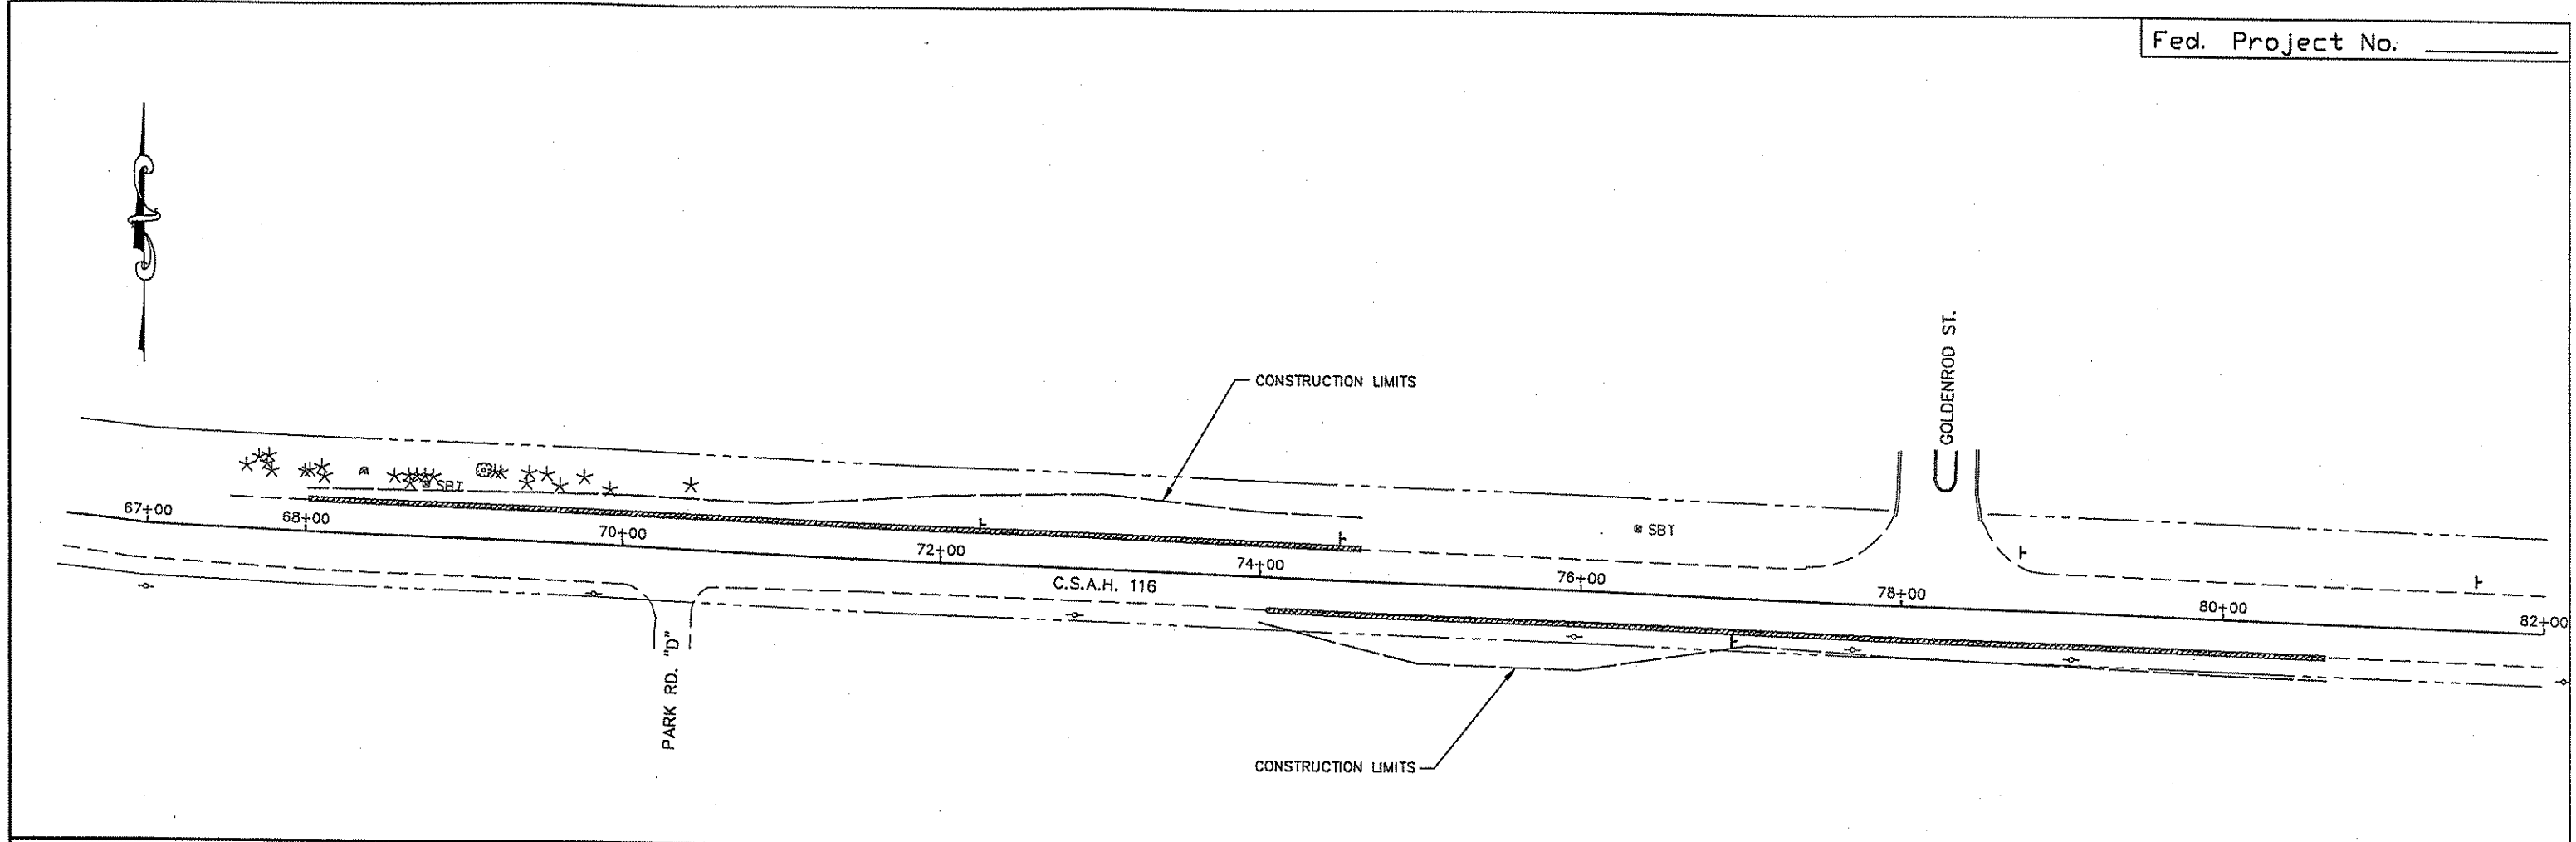 Fed. Project No.
CONSTRUCTION LIMITS
GOLDENROD ST.
SBT
SBT
67+00
68+00
70+00
72+00
74+00
76+00
78+00
80+00
82+00
C.S.A.H. 116
PARK RD. "D"
CONSTRUCTION LIMITS